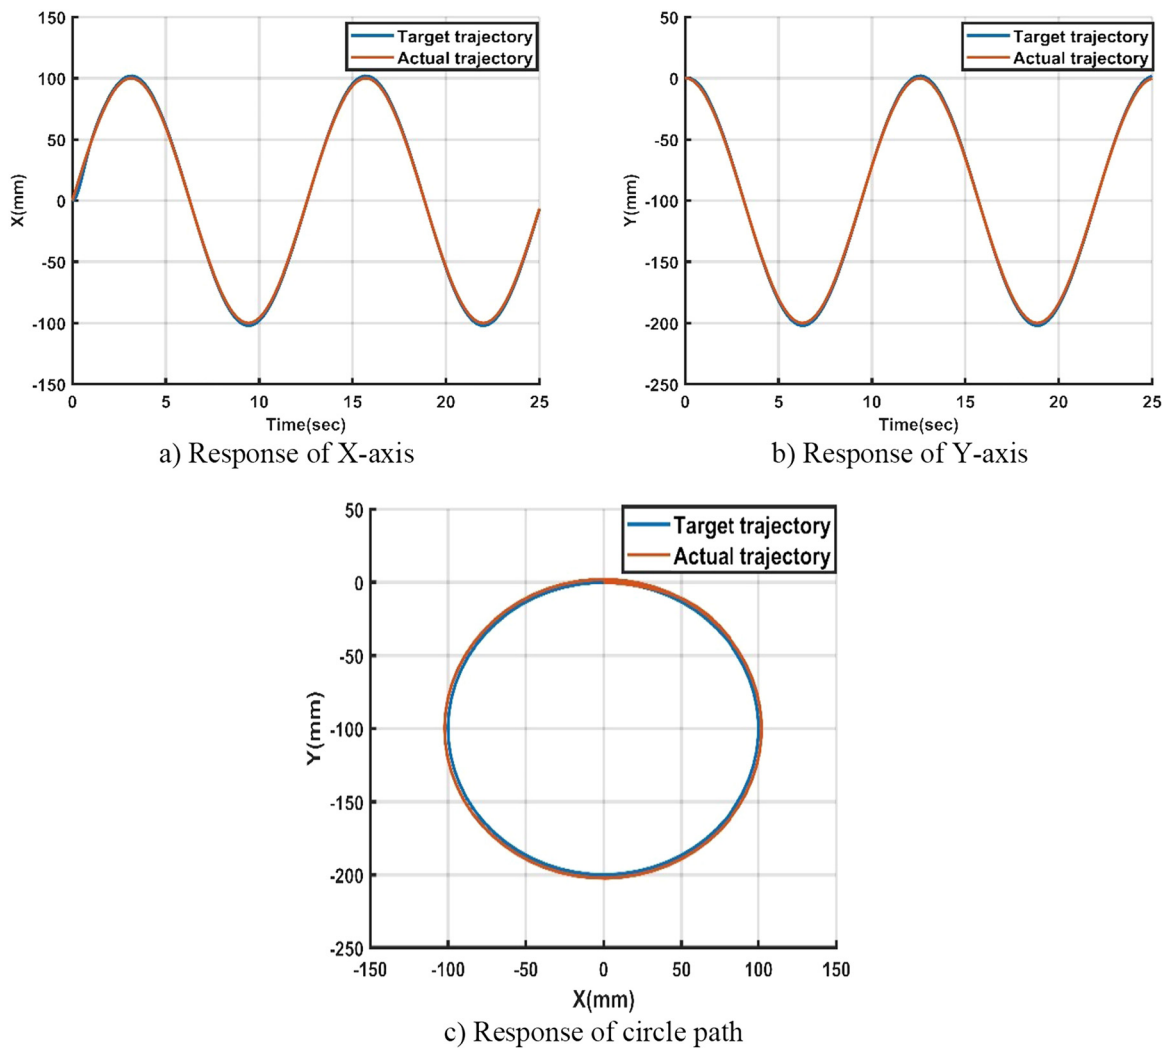 150
100
50
0
-50
-100
-150
X(mm)
0 5 10 15 20 25
Time(sec)
Target trajectory
Actual trajectory
a) Response of X-axis
50
0
-50
-100
-150
-200
-250
Y(mm)
0 5 10 15 20 25
Time(sec)
Target trajectory
Actual trajectory
b) Response of Y-axis
50
0
-50
-100
-150
-200
-250
Y(mm)
-150 -100 -50 0 50 100 150
X(mm)
Target trajectory
Actual trajectory
c) Response of circle path